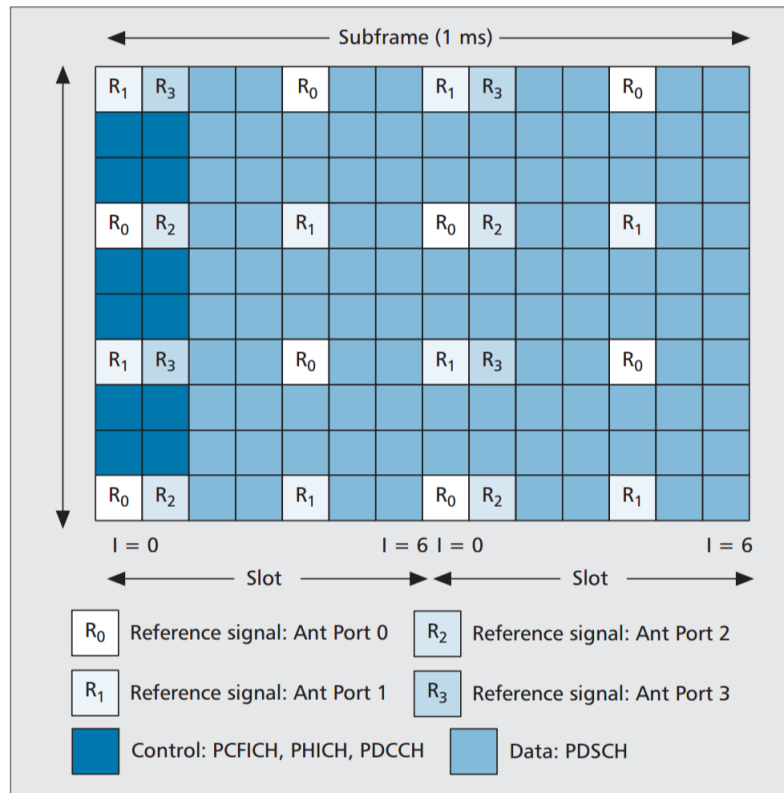 Subframe (1 ms)
R1 R3 R0 R1 R3 R0
R0 R2 R1 R0 R2 R1
R1 R3 R0 R1 R3 R0
R0 R2 R1 R0 R2 R1
I = 0 I = 6 I = 0 I = 6
Slot Slot
R0 Reference signal: Ant Port 0 R2 Reference signal: Ant Port 2
R1 Reference signal: Ant Port 1 R3 Reference signal: Ant Port 3
Control: PCFICH, PHICH, PDCCH Data: PDSCH